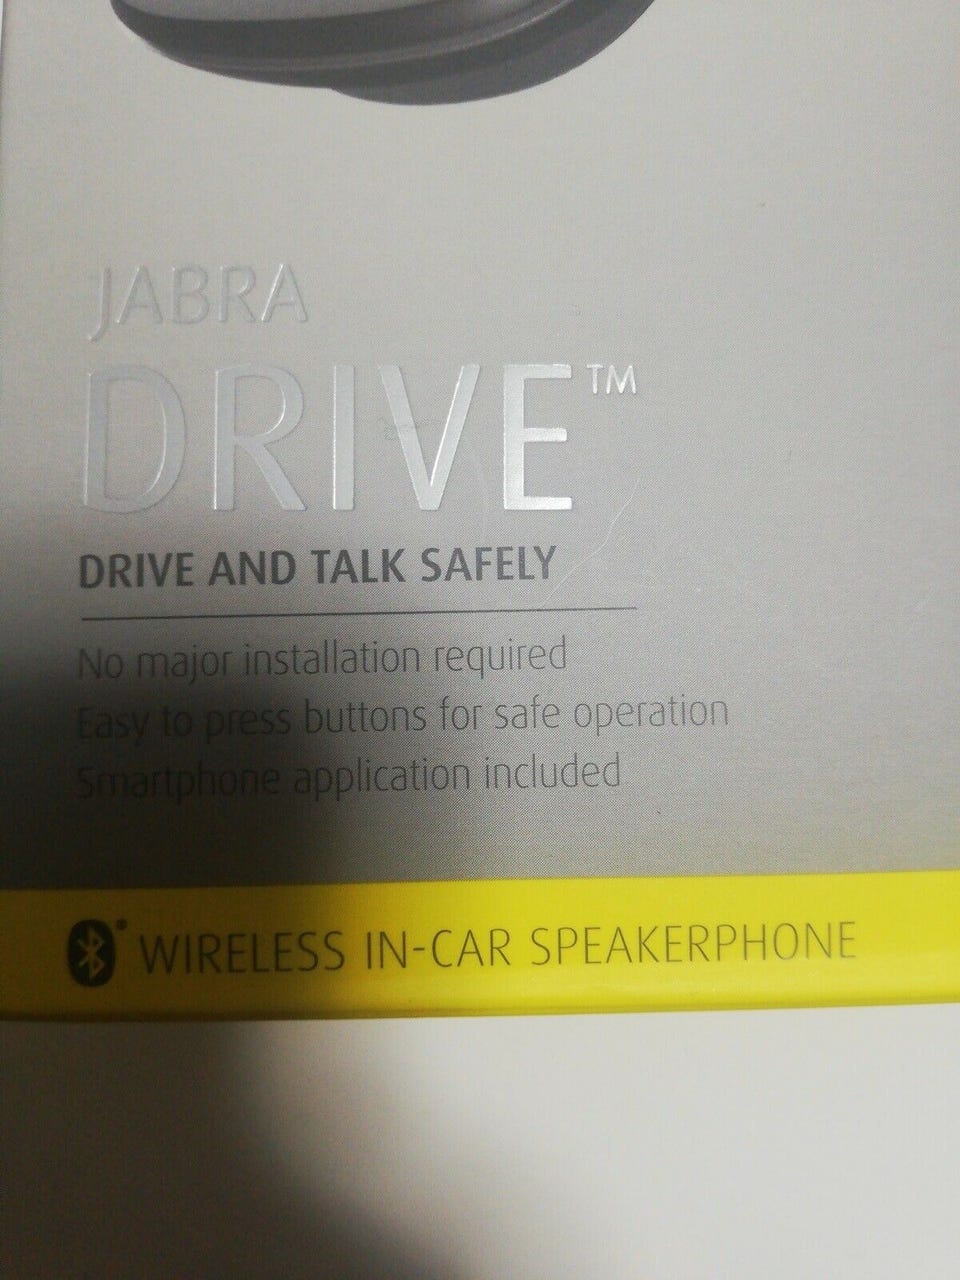 JABRA
DRIVE™
DRIVE AND TALK SAFELY
No major installation required
Easy to press buttons for safe operation
Smartphone application included
® WIRELESS IN-CAR SPEAKERPHONE